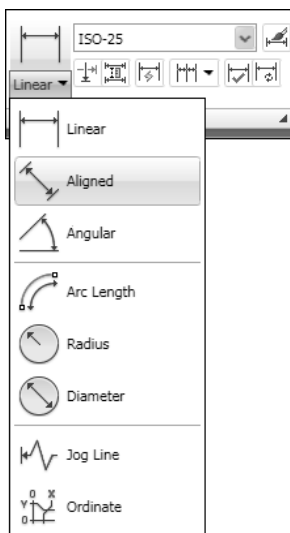 ISO-25
Linear
Linear
Aligned
Angular
Arc Length
Radius
Diameter
Jog Line
Ordinate